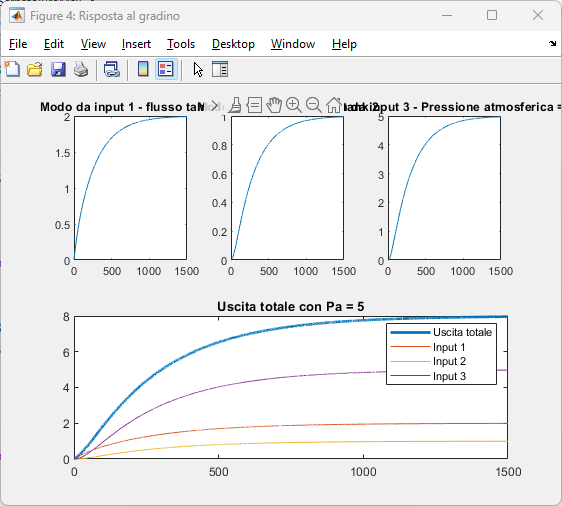 Figure 4: Risposta al gradino
File Edit View Insert Tools Desktop Window Help
Modo da input 1 - flusso tan
tank 2
input 3 - Pressione atmosferica =
2
1.5
1
0.5
0
0 500 1000 1500
1
0.8
0.6
0.4
0.2
0
0 500 1000 1500
5
4
3
2
1
0
0 500 1000 1500
Uscita totale con Pa = 5
8
6
4
2
0
0 500 1000 1500
Uscita totale
Input 1
Input 2
Input 3